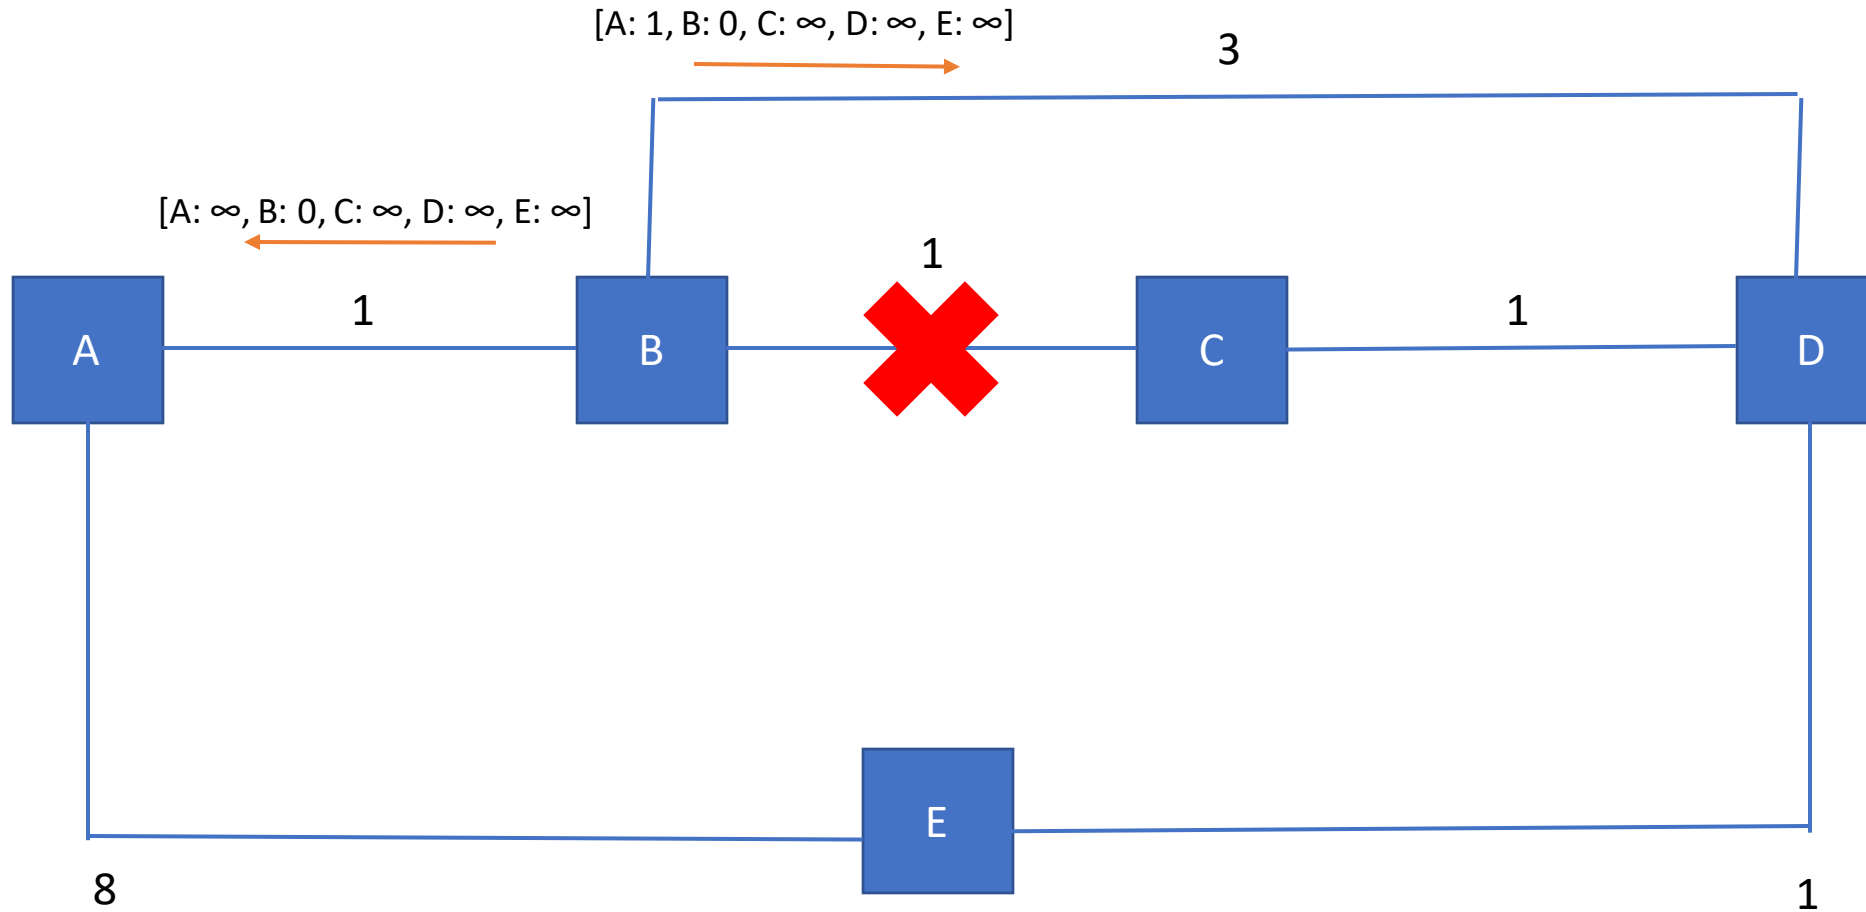 [A: 1, B: 0, C: ∞, D: ∞, E: ∞]
3
[A: ∞, B: 0, C: ∞, D: ∞, E: ∞]
1
1
1
A
B
C
D
E
8
1